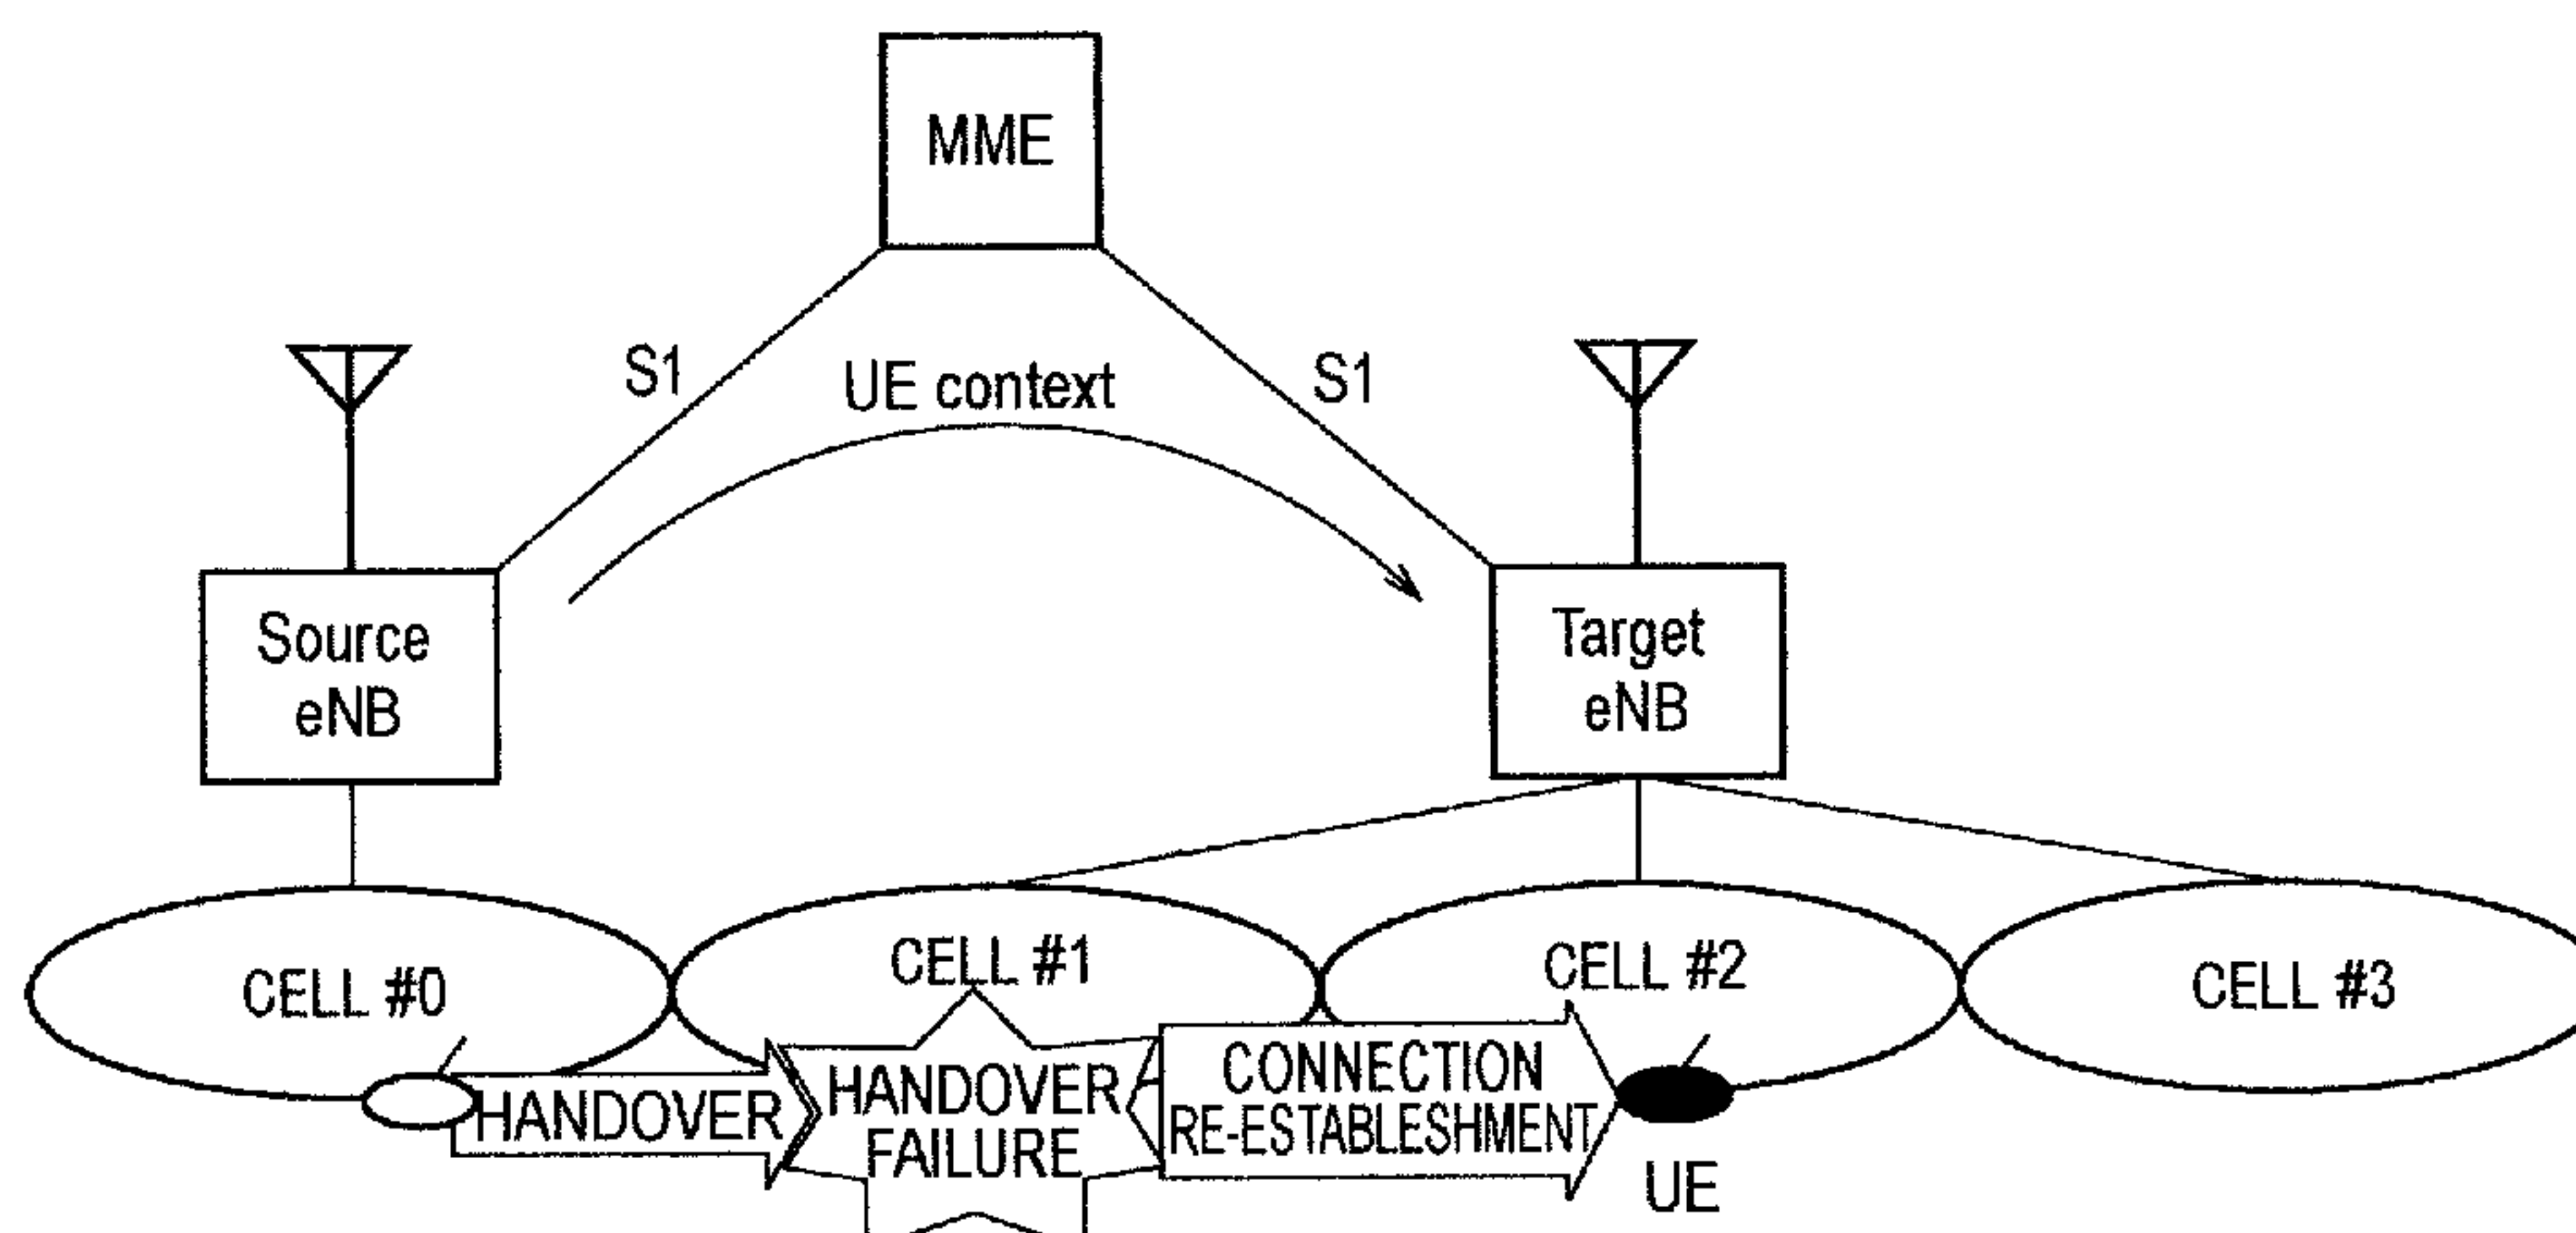 MME
S1
UE context
S1
Source
eNB
Target
eNB
CELL #0
CELL #1
CELL #2
CELL #3
HANDOVER
HANDOVER
FAILURE
CONNECTION
RE-ESTABLESHMENT
UE